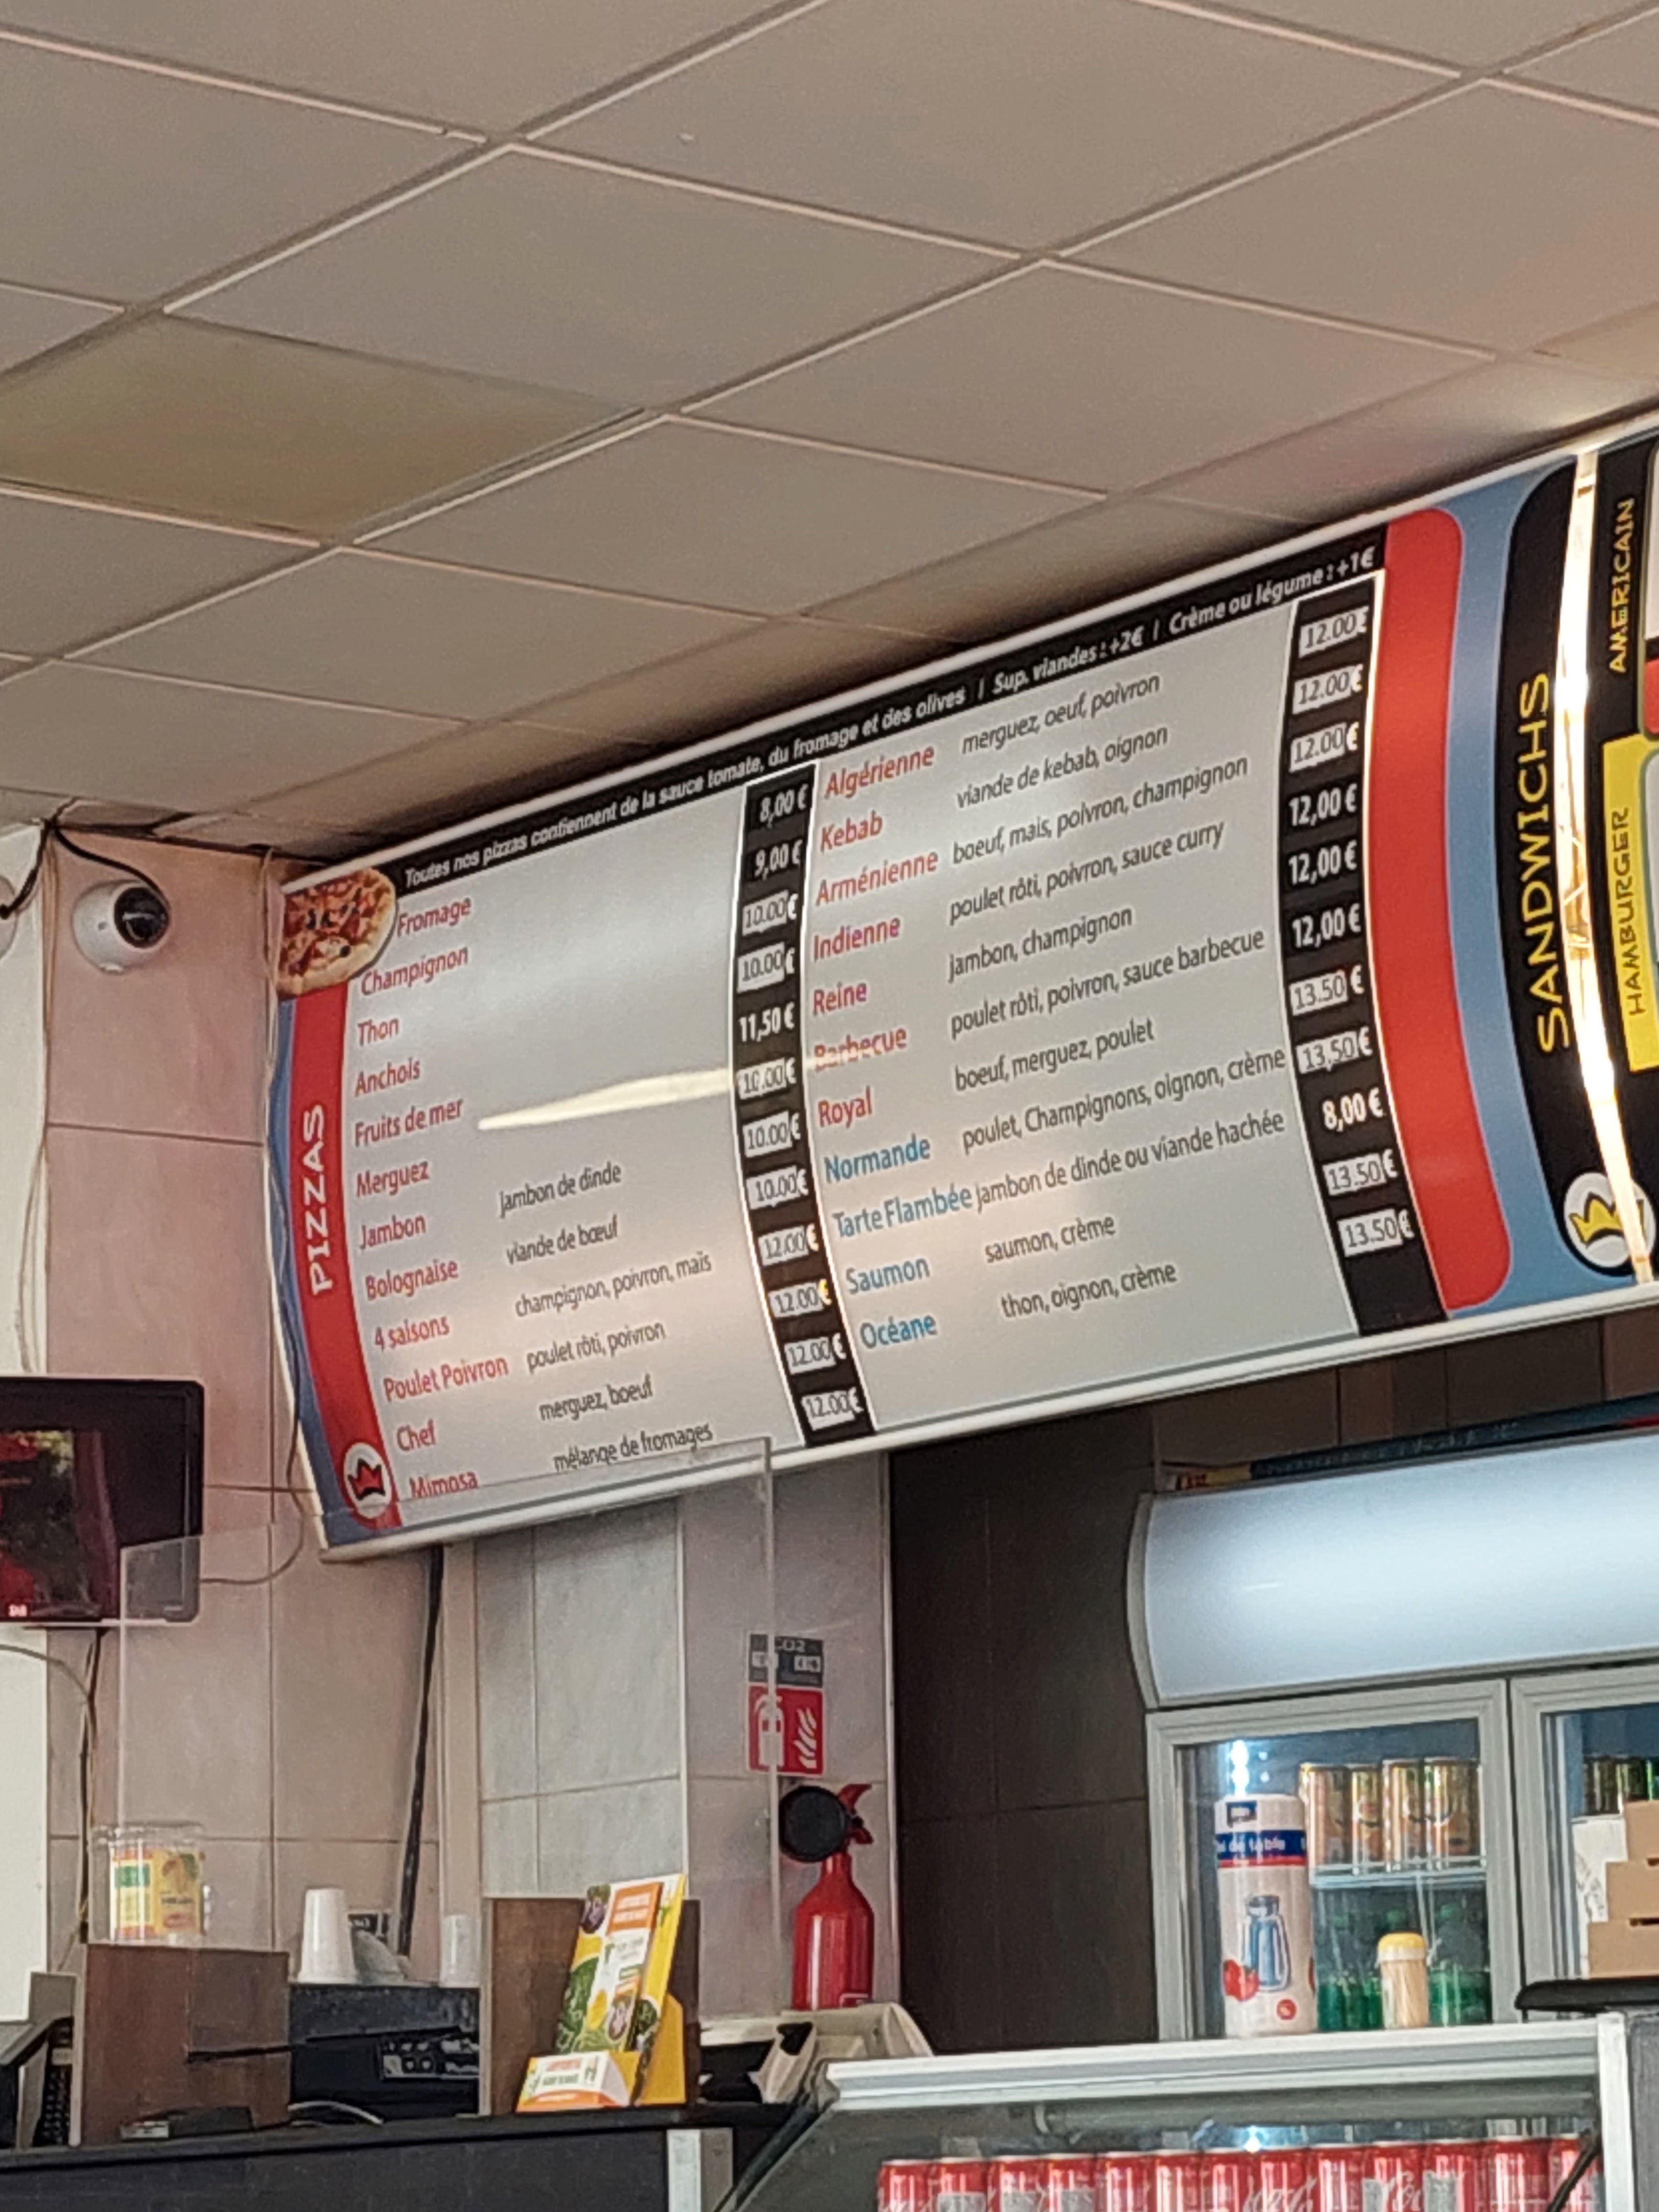 Toutes nos pizzas contiennent de la sauce tomate, du fromage et des olives | Sup. viandes : +2€ | Crème ou légume : +1€
PIZZAS
Fromage 8,00 €
Champignon 9,00 €
Thon 10.00€
Anchois 10.00€
Fruits de mer 11,50 €
Merguez 10.00€
Jambon jambon de dinde 10.00€
Bolognaise viande de bœuf 10.00€
4 saisons champignon, poivron, maïs 12.00€
Poulet Poivron poulet rôti, poivron 12.00€
Chef merguez, boeuf 12.00€
Mimosa mélange de fromages 12.00€
Algérienne merguez, oeuf, poivron 12.00€
Kebab viande de kebab, oignon 12.00€
Arménienne boeuf, mais, poivron, champignon 12.00€
Indienne poulet rôti, poivron, sauce curry 12,00 €
Reine jambon, champignon 12,00 €
Barbecue poulet rôti, poivron, sauce barbecue 12,00 €
Royal boeuf, merguez, poulet 13.50 €
Normande poulet, Champignons, oignon, crème 13.50€
Tarte Flambée jambon de dinde ou viande hachée 8,00 €
Saumon saumon, crème 13.50€
Océane thon, oignon, crème 13.50€
SANDWICHS
AMERICAIN
HAMBURGER
CO2
de table